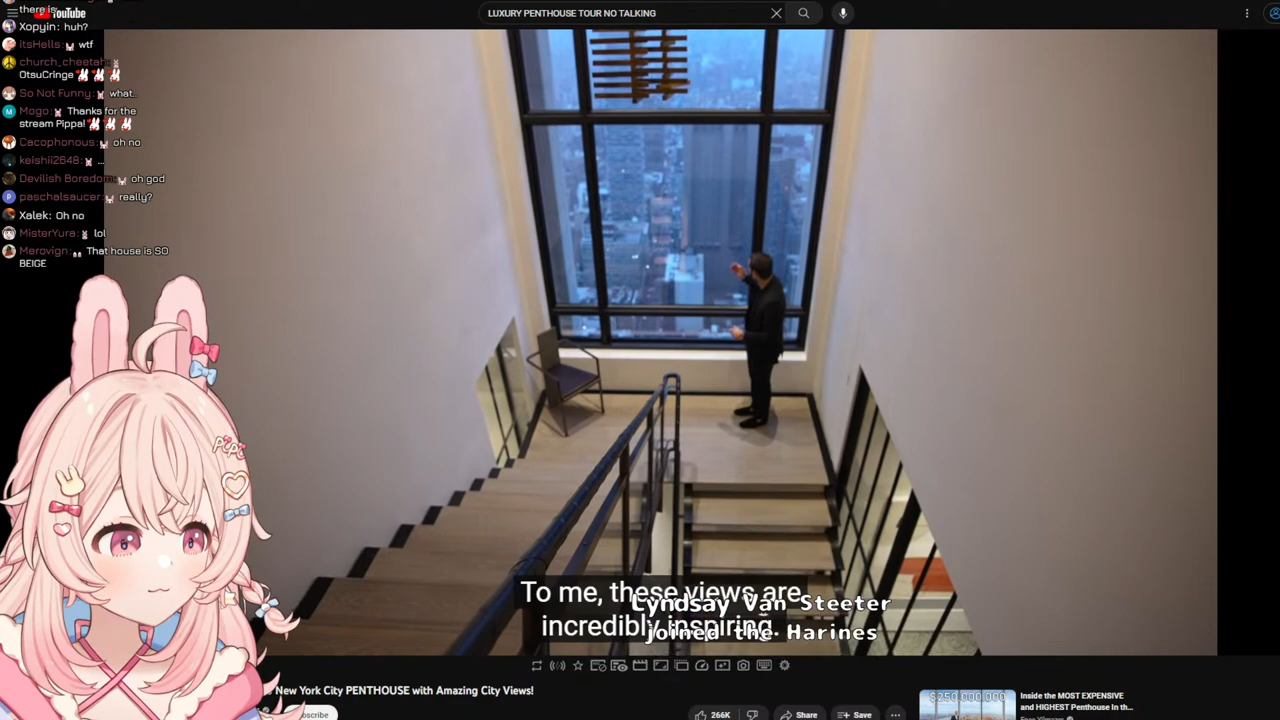 there is
YouTube
LUXURY PENTHOUSE TOUR NO TALKING
Xopyin: huh?
itsHells: wtf
church_cheetah:
OtsuCringe
So Not Funny: what..
Mogo: Thanks for the
stream Pippa!
Cacophonous: oh no
keishii2648: ...
Devilish Boredom: oh god
paschalsaucer: really?
Xalek: Oh no
MisterYura: lol
Merovign: That house is SO
BEIGE
PiPi
To me, these views are
incredibly inspiring.
Lyndsay Van Steeter
joined the Harines
New York City PENTHOUSE with Amazing City Views!
scribe
266K
Share
Save
$250,000,000
Inside the MOST EXPENSIVE
and HIGHEST Penthouse In th...